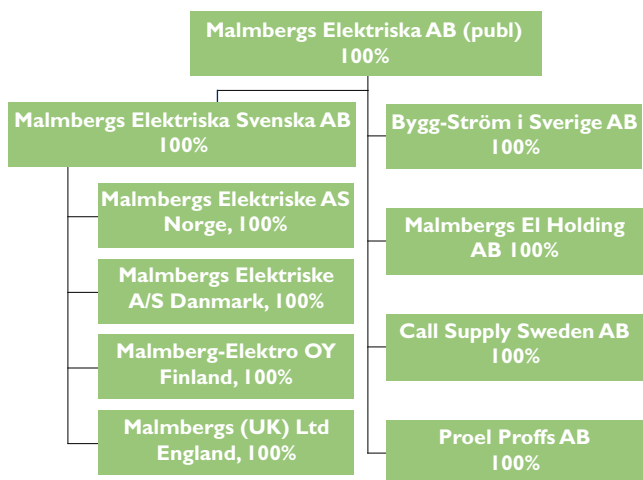 Malmbergs Elektriska AB (publ)
100%
Malmbergs Elektriska Svenska AB
100%
Malmbergs Elektriske AS
Norge, 100%
Malmbergs Elektriske
A/S Danmark, 100%
Malmberg-Elektro OY
Finland, 100%
Malmbergs (UK) Ltd
England, 100%
Bygg-Ström i Sverige AB
100%
Malmbergs El Holding
AB 100%
Call Supply Sweden AB
100%
Proel Proffs AB
100%